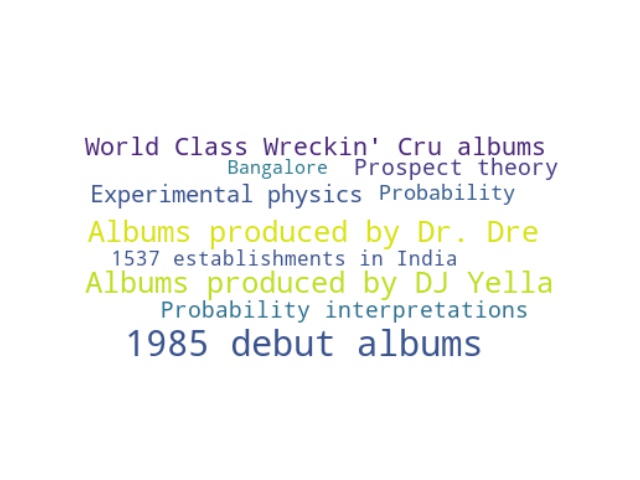 World Class Wreckin' Cru albums
Bangalore Prospect theory
Experimental physics Probability
Albums produced by Dr. Dre
1537 establishments in India
Albums produced by DJ Yella
Probability interpretations
1985 debut albums